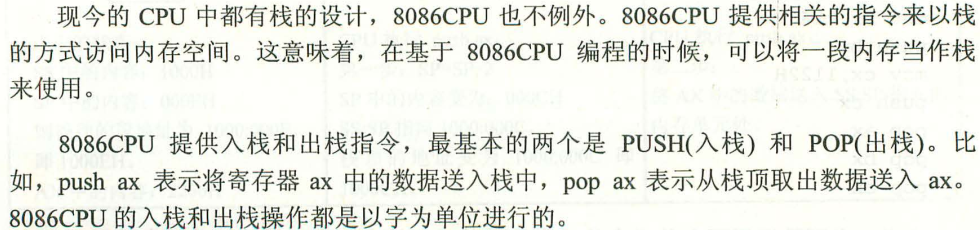 现今的 CPU 中都有栈的设计，8086CPU 也不例外。8086CPU 提供相关的指令来以栈
的方式访问内存空间。这意味着，在基于 8086CPU 编程的时候，可以将一段内存当作栈
来使用。
8086CPU 提供入栈和出栈指令，最基本的两个是 PUSH(入栈) 和 POP(出栈)。比
如，push ax 表示将寄存器 ax 中的数据送入栈中，pop ax 表示从栈顶取出数据送入 ax。
8086CPU 的入栈和出栈操作都是以字为单位进行的。